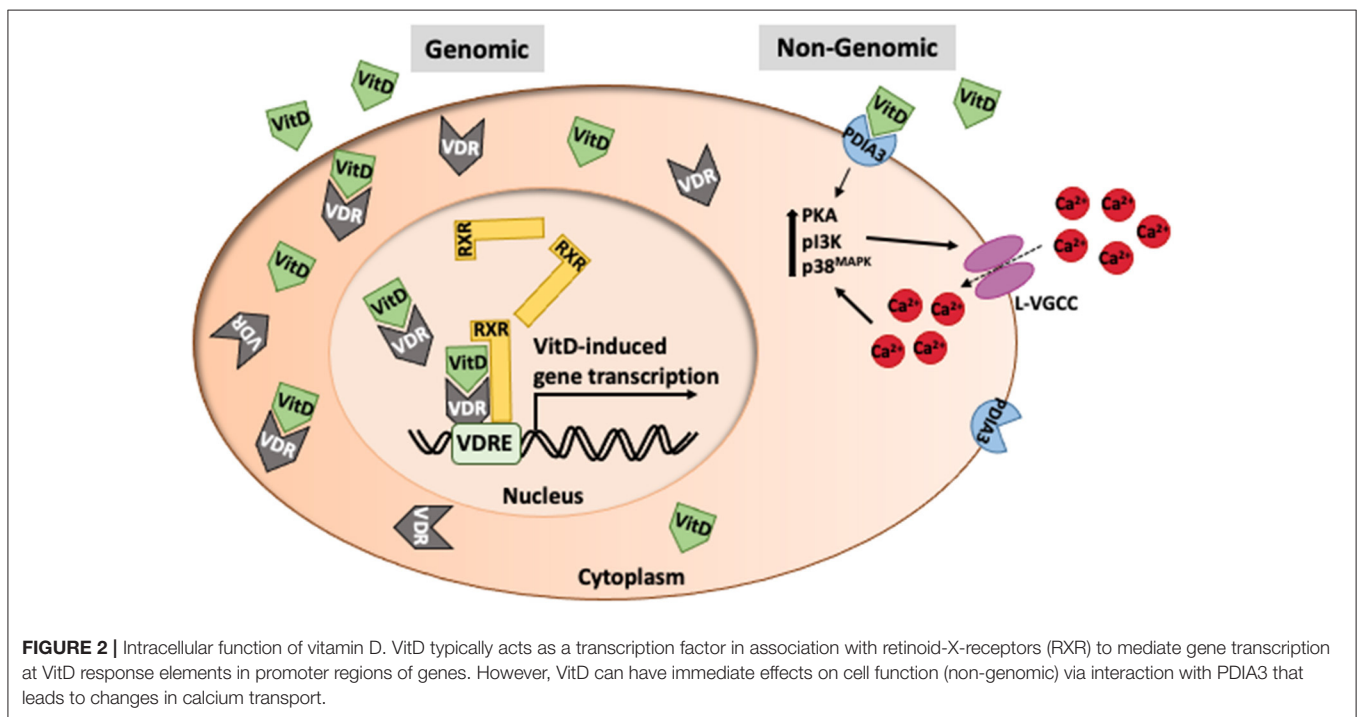 Genomic
Non-Genomic
VitD
VitD
VitD
VitD
VitD
VDR
VitD
PDIA3
VitD
VDR
VDR
RXR
RXR
PKA
pI3K
p38MAPK
Ca²⁺
Ca²⁺
Ca²⁺
Ca²⁺
Ca²⁺
L-VGCC
VitD
VitD
VDR
VDR
RXR
VitD
VDR
VitD-induced
gene transcription
Ca²⁺
Ca²⁺
Ca²⁺
Ca²⁺
VitD
VDR
VDRE
PDIA3
Nucleus
VDR
VitD
Cytoplasm
FIGURE 2 | Intracellular function of vitamin D. VitD typically acts as a transcription factor in association with retinoid-X-receptors (RXR) to mediate gene transcription
at VitD response elements in promoter regions of genes. However, VitD can have immediate effects on cell function (non-genomic) via interaction with PDIA3 that
leads to changes in calcium transport.